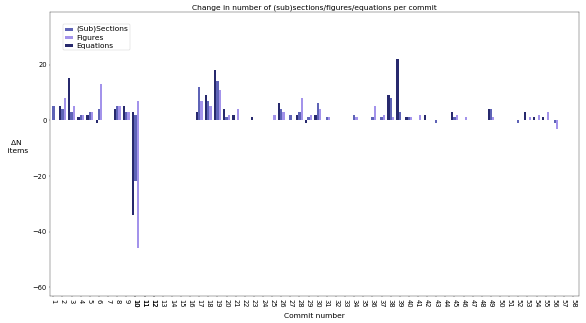 Change in number of (sub)sections/figures/equations per commit
(Sub)Sections
Figures
Equations
20
0
−20
−40
−60
ΔN
items
1 2 3 4 5 6 7 8 9 10 11 12 13 14 15 16 17 18 19 20 21 22 23 24 25 26 27 28 29 30 31 32 33 34 35 36 37 38 39 40 41 42 43 44 45 46 47 48 49 50 51 52 53 54 55 56 57 58
Commit number